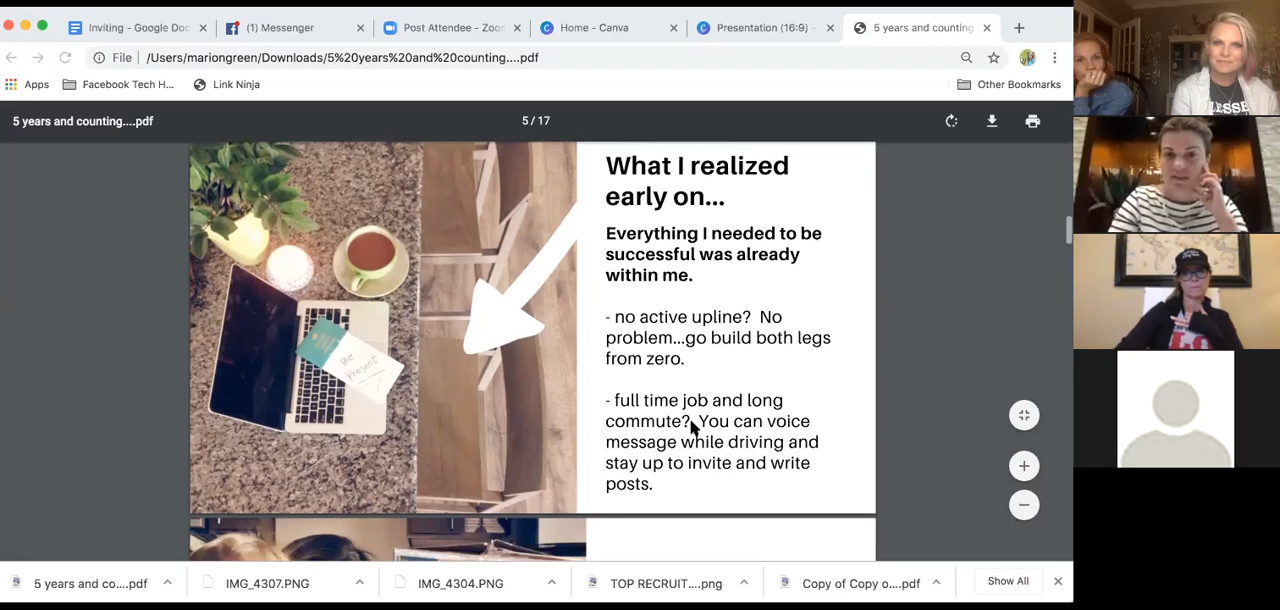 Inviting - Google Doc
(1) Messenger
Post Attendee - Zoon
Home - Canva
Presentation (16:9) -
5 years and counting
File
/Users/mariongreen/Downloads/5%20years%20and%20counting....pdf
Apps
Facebook Tech H...
Link Ninja
Other Bookmarks
5 years and counting....pdf
5 / 17
What I realized
early on...
Everything I needed to be
successful was already
within me.
- no active upline? No
problem...go build both legs
from zero.
- full time job and long
commute? You can voice
message while driving and
stay up to invite and write
posts.
Be
Present
5 years and co....pdf
IMG_4307.PNG
IMG_4304.PNG
TOP RECRUIT....png
Copy of Copy o....pdf
Show All